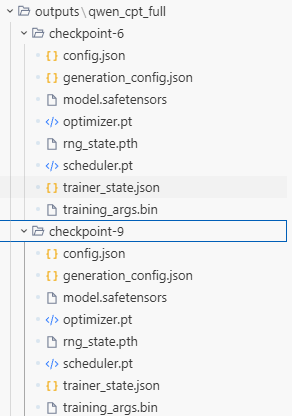 outputs\qwen_cpt_full
checkpoint-6
{} config.json
{} generation_config.json
model.safetensors
</> optimizer.pt
rng_state.pth
</> scheduler.pt
{} trainer_state.json
training_args.bin
checkpoint-9
{} config.json
{} generation_config.json
model.safetensors
</> optimizer.pt
rng_state.pth
</> scheduler.pt
{} trainer_state.json
training_args.bin